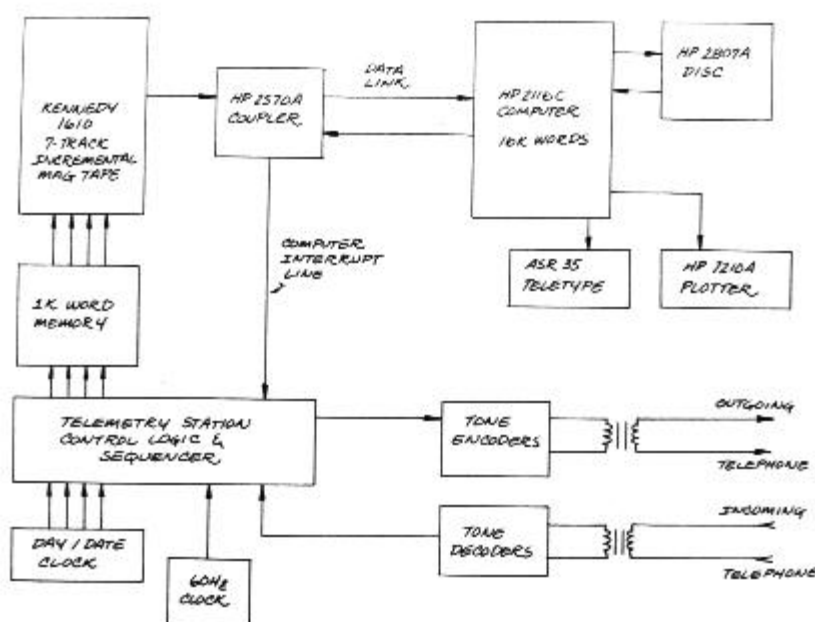 KENNEDY
1610
7-TRACK
INCREMENTAL
MAG TAPE
HP 2570A
COUPLER
DATA
LINK
HP 2116C
COMPUTER
16K WORDS
HP 2807A
DISC
COMPUTER
INTERRUPT
LINE
ASR 35
TELETYPE
HP 7210A
PLOTTER
1K WORD
MEMORY
TELEMETRY STATION
CONTROL LOGIC &
SEQUENCER
TONE
ENCODERS
OUTGOING
TELEPHONE
DAY / DATE
CLOCK
60HZ
CLOCK
TONE
DECODERS
INCOMING
TELEPHONE